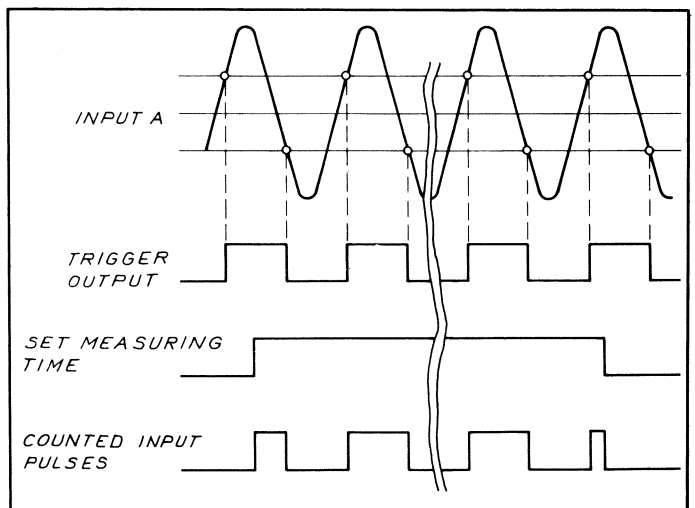 INPUT A
TRIGGER
OUTPUT
SET MEASURING
TIME
COUNTED INPUT
PULSES